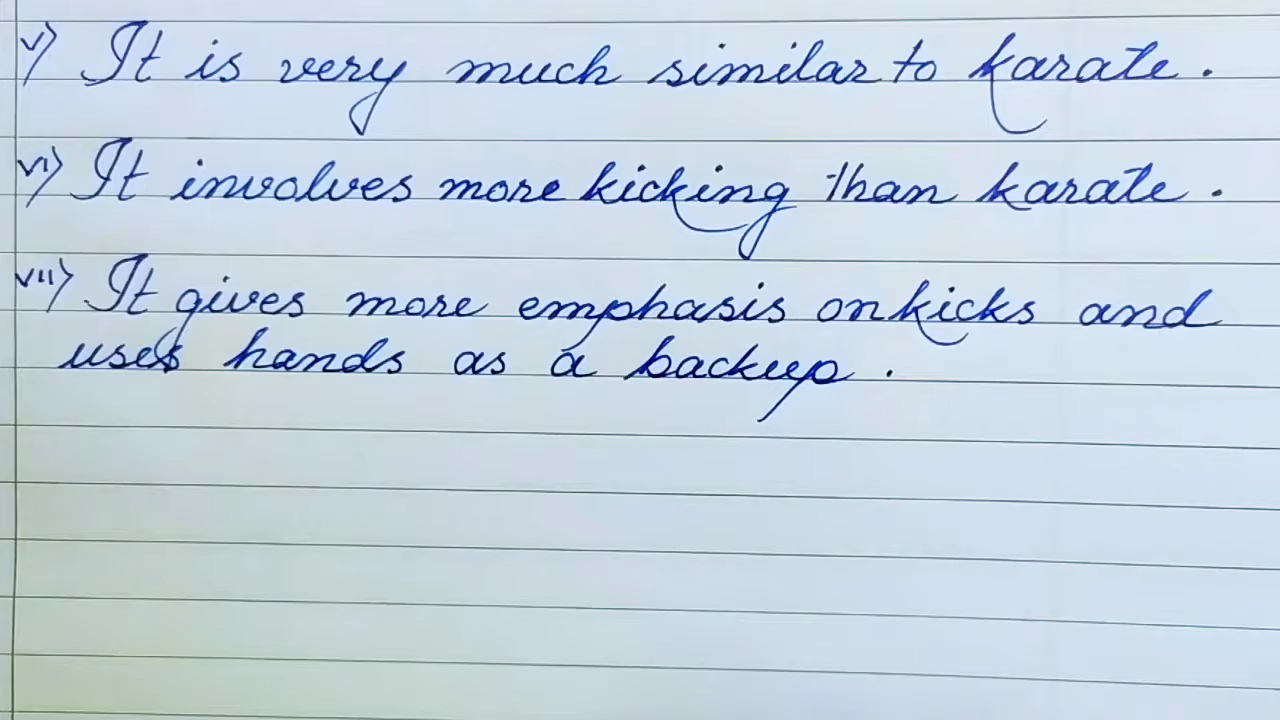 v) It is very much similar to karate.
vi) It involves more kicking than karate.
vii) It gives more emphasis on kicks and
uses hands as a backup.